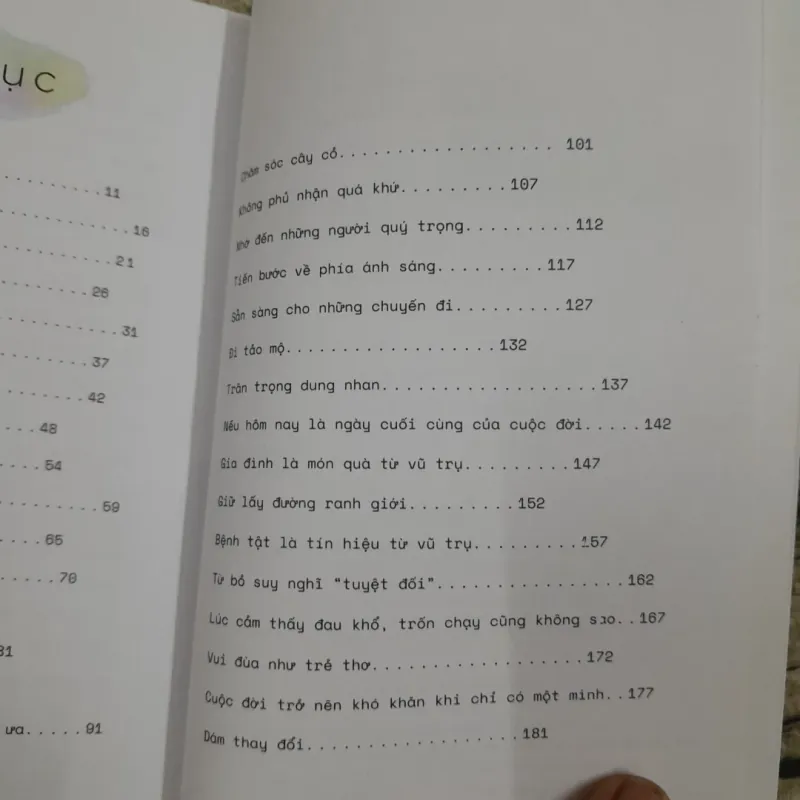 ục
. . . . . . . . . . 11
. . . . . . . . . . . . . 16
. . . . . . . . . . . 21
. . . . . . . . 26
. . . . . . . . . . . . 31
. . . . . . . . 37
. . . . . . . 42
. . . 48
. . . . 54
. . . . . . . . . 59
. . . . 65
. . . . . 70
81
ưa. . . . . 91
Chăm sóc cây cỏ. . . . . . . . . . . . . . . . . . 101
Không phủ nhận quá khứ. . . . . . . . . 107
Nhớ đến những người quý trọng. . . . . . . . . 112
Tiến bước về phía ánh sáng. . . . . . . . . 117
Sẵn sàng cho những chuyến đi. . . . . . . . . 127
Đi tảo mộ. . . . . . . . . . . . . . . . . . 132
Trân trọng dung nhan. . . . . . . . . . . . . . . . . . 137
Nếu hôm nay là ngày cuối cùng của cuộc đời. . . . . 142
Gia đình là món quà từ vũ trụ. . . . . . . . . 147
Giữ lấy đường ranh giới. . . . . . . . . 152
Bệnh tật là tín hiệu từ vũ trụ. . . . . . . . . 157
Từ bỏ suy nghĩ “tuyệt đối”. . . . . . . . . . . . . . . . 162
Lúc cảm thấy đau khổ, trốn chạy cũng không sao. . 167
Vui đùa như trẻ thơ. . . . . . . . . . . . . . . . . . 172
Cuộc đời trở nên khó khăn khi chỉ có một mình. . 177
Dám thay đổi. . . . . . . . . . . . . . . . . . 181